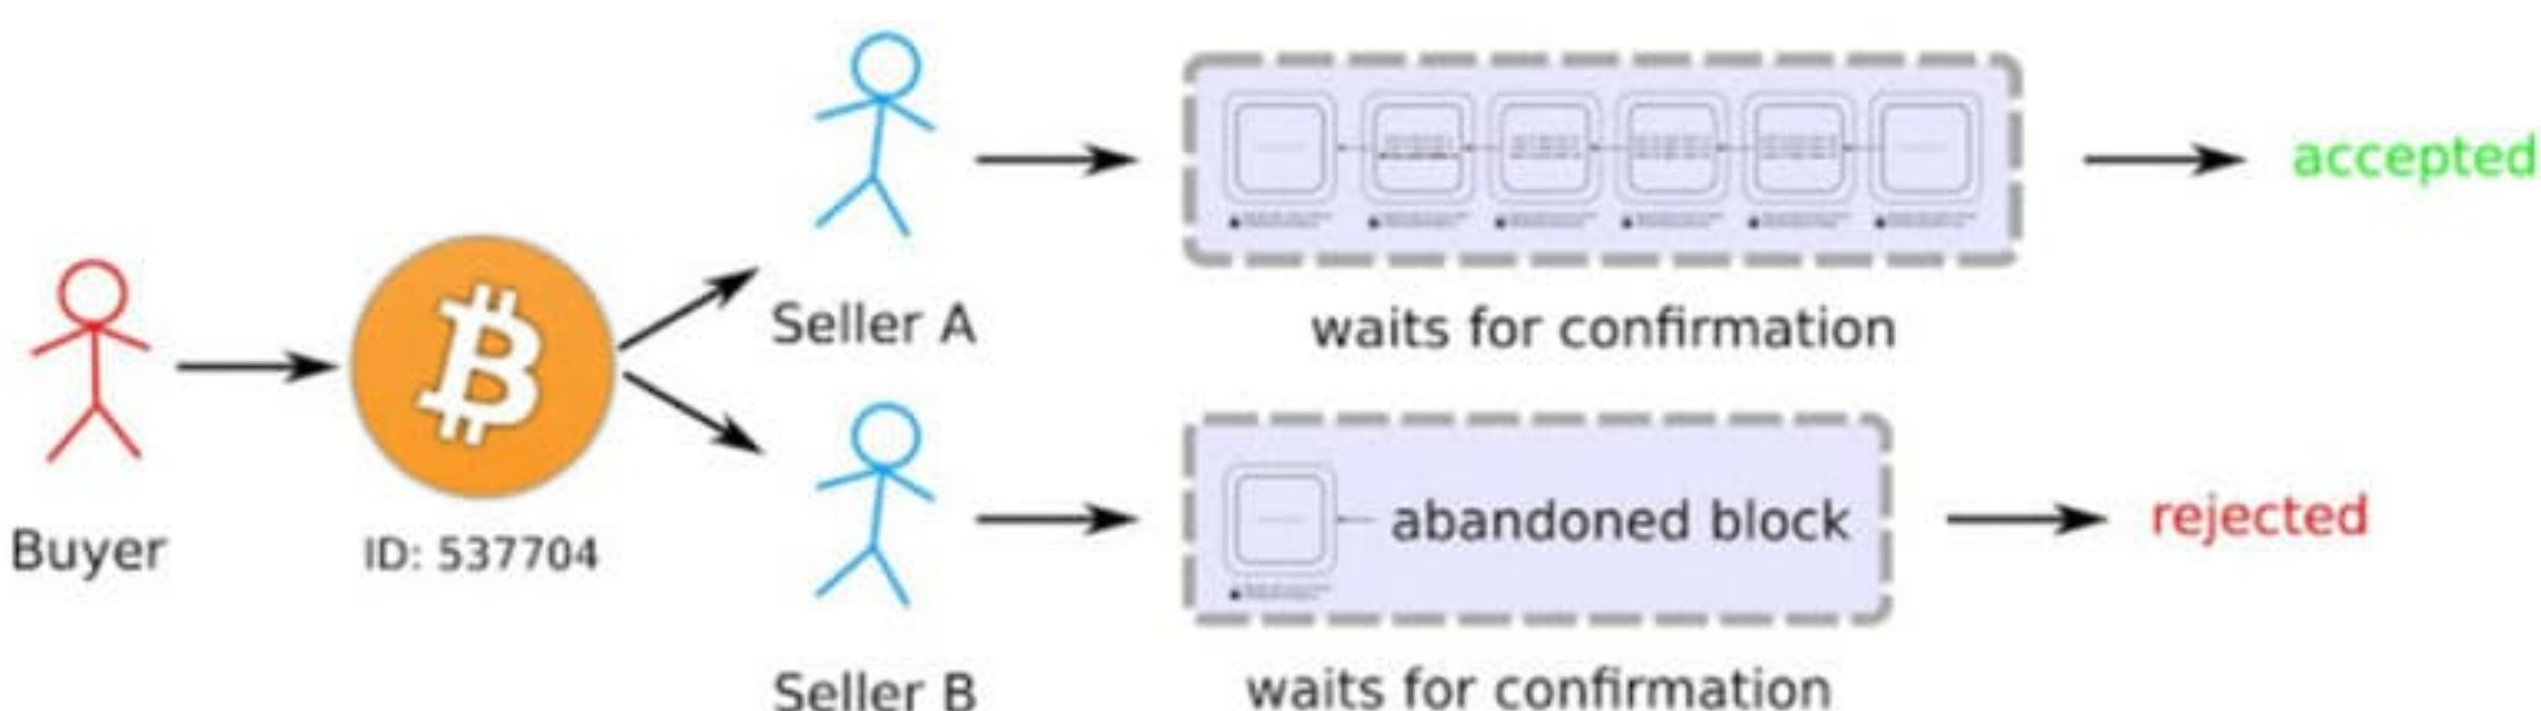 accepted
Seller A
waits for confirmation
Buyer
ID: 537704
abandoned block
rejected
Seller B
waits for confirmation